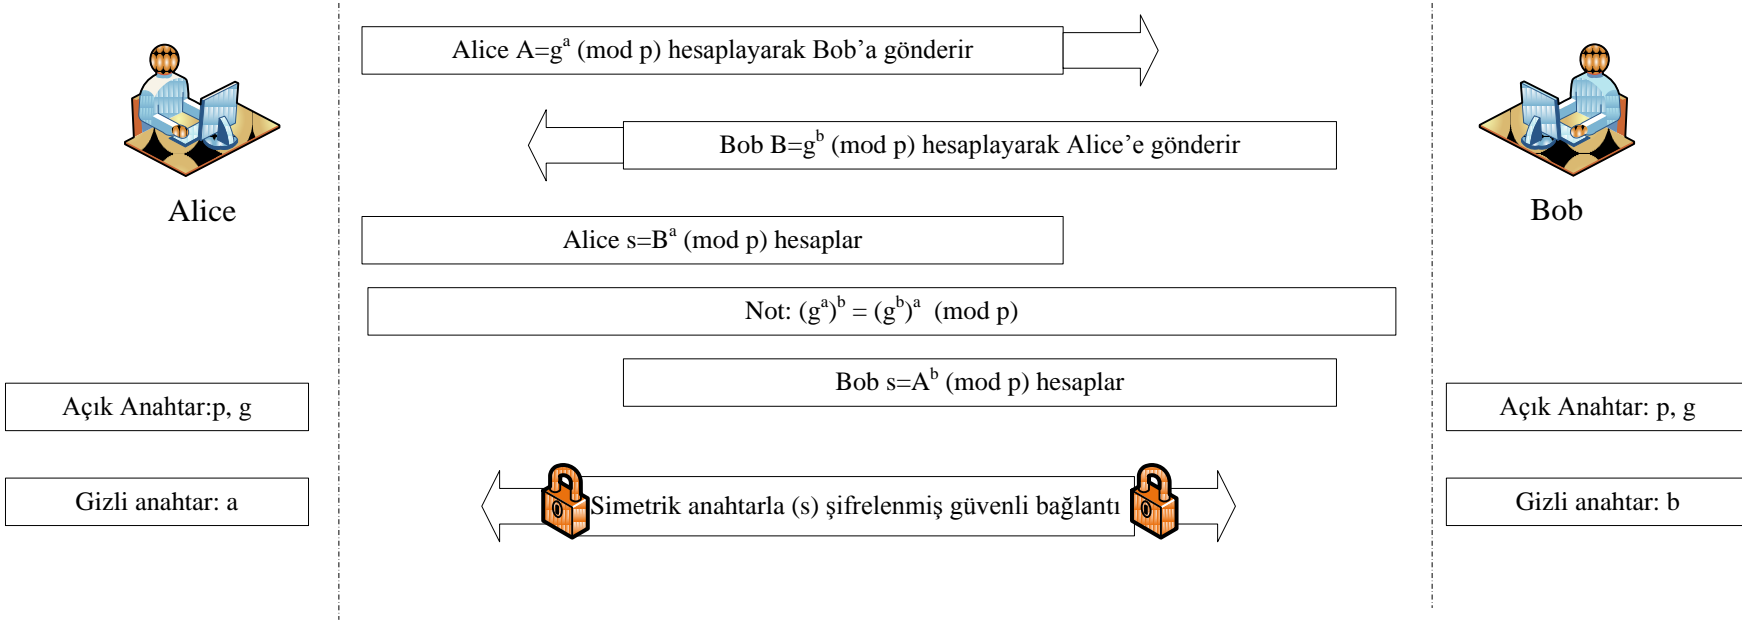 Alice A=g^a (mod p) hesaplayarak Bob’a gönderir
Bob B=g^b (mod p) hesaplayarak Alice’e gönderir
Alice
Bob
Alice s=B^a (mod p) hesaplar
Not: (g^a)^b = (g^b)^a (mod p)
Bob s=A^b (mod p) hesaplar
Açık Anahtar:p, g
Açık Anahtar: p, g
Gizli anahtar: a
Simetrik anahtarla (s) şifrelenmiş güvenli bağlantı
Gizli anahtar: b